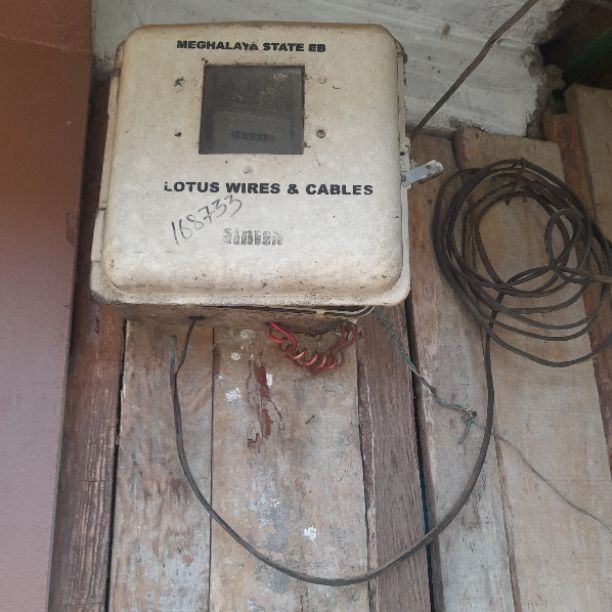 MEGHALAYA STATE EB
LOTUS WIRES & CABLES
168733